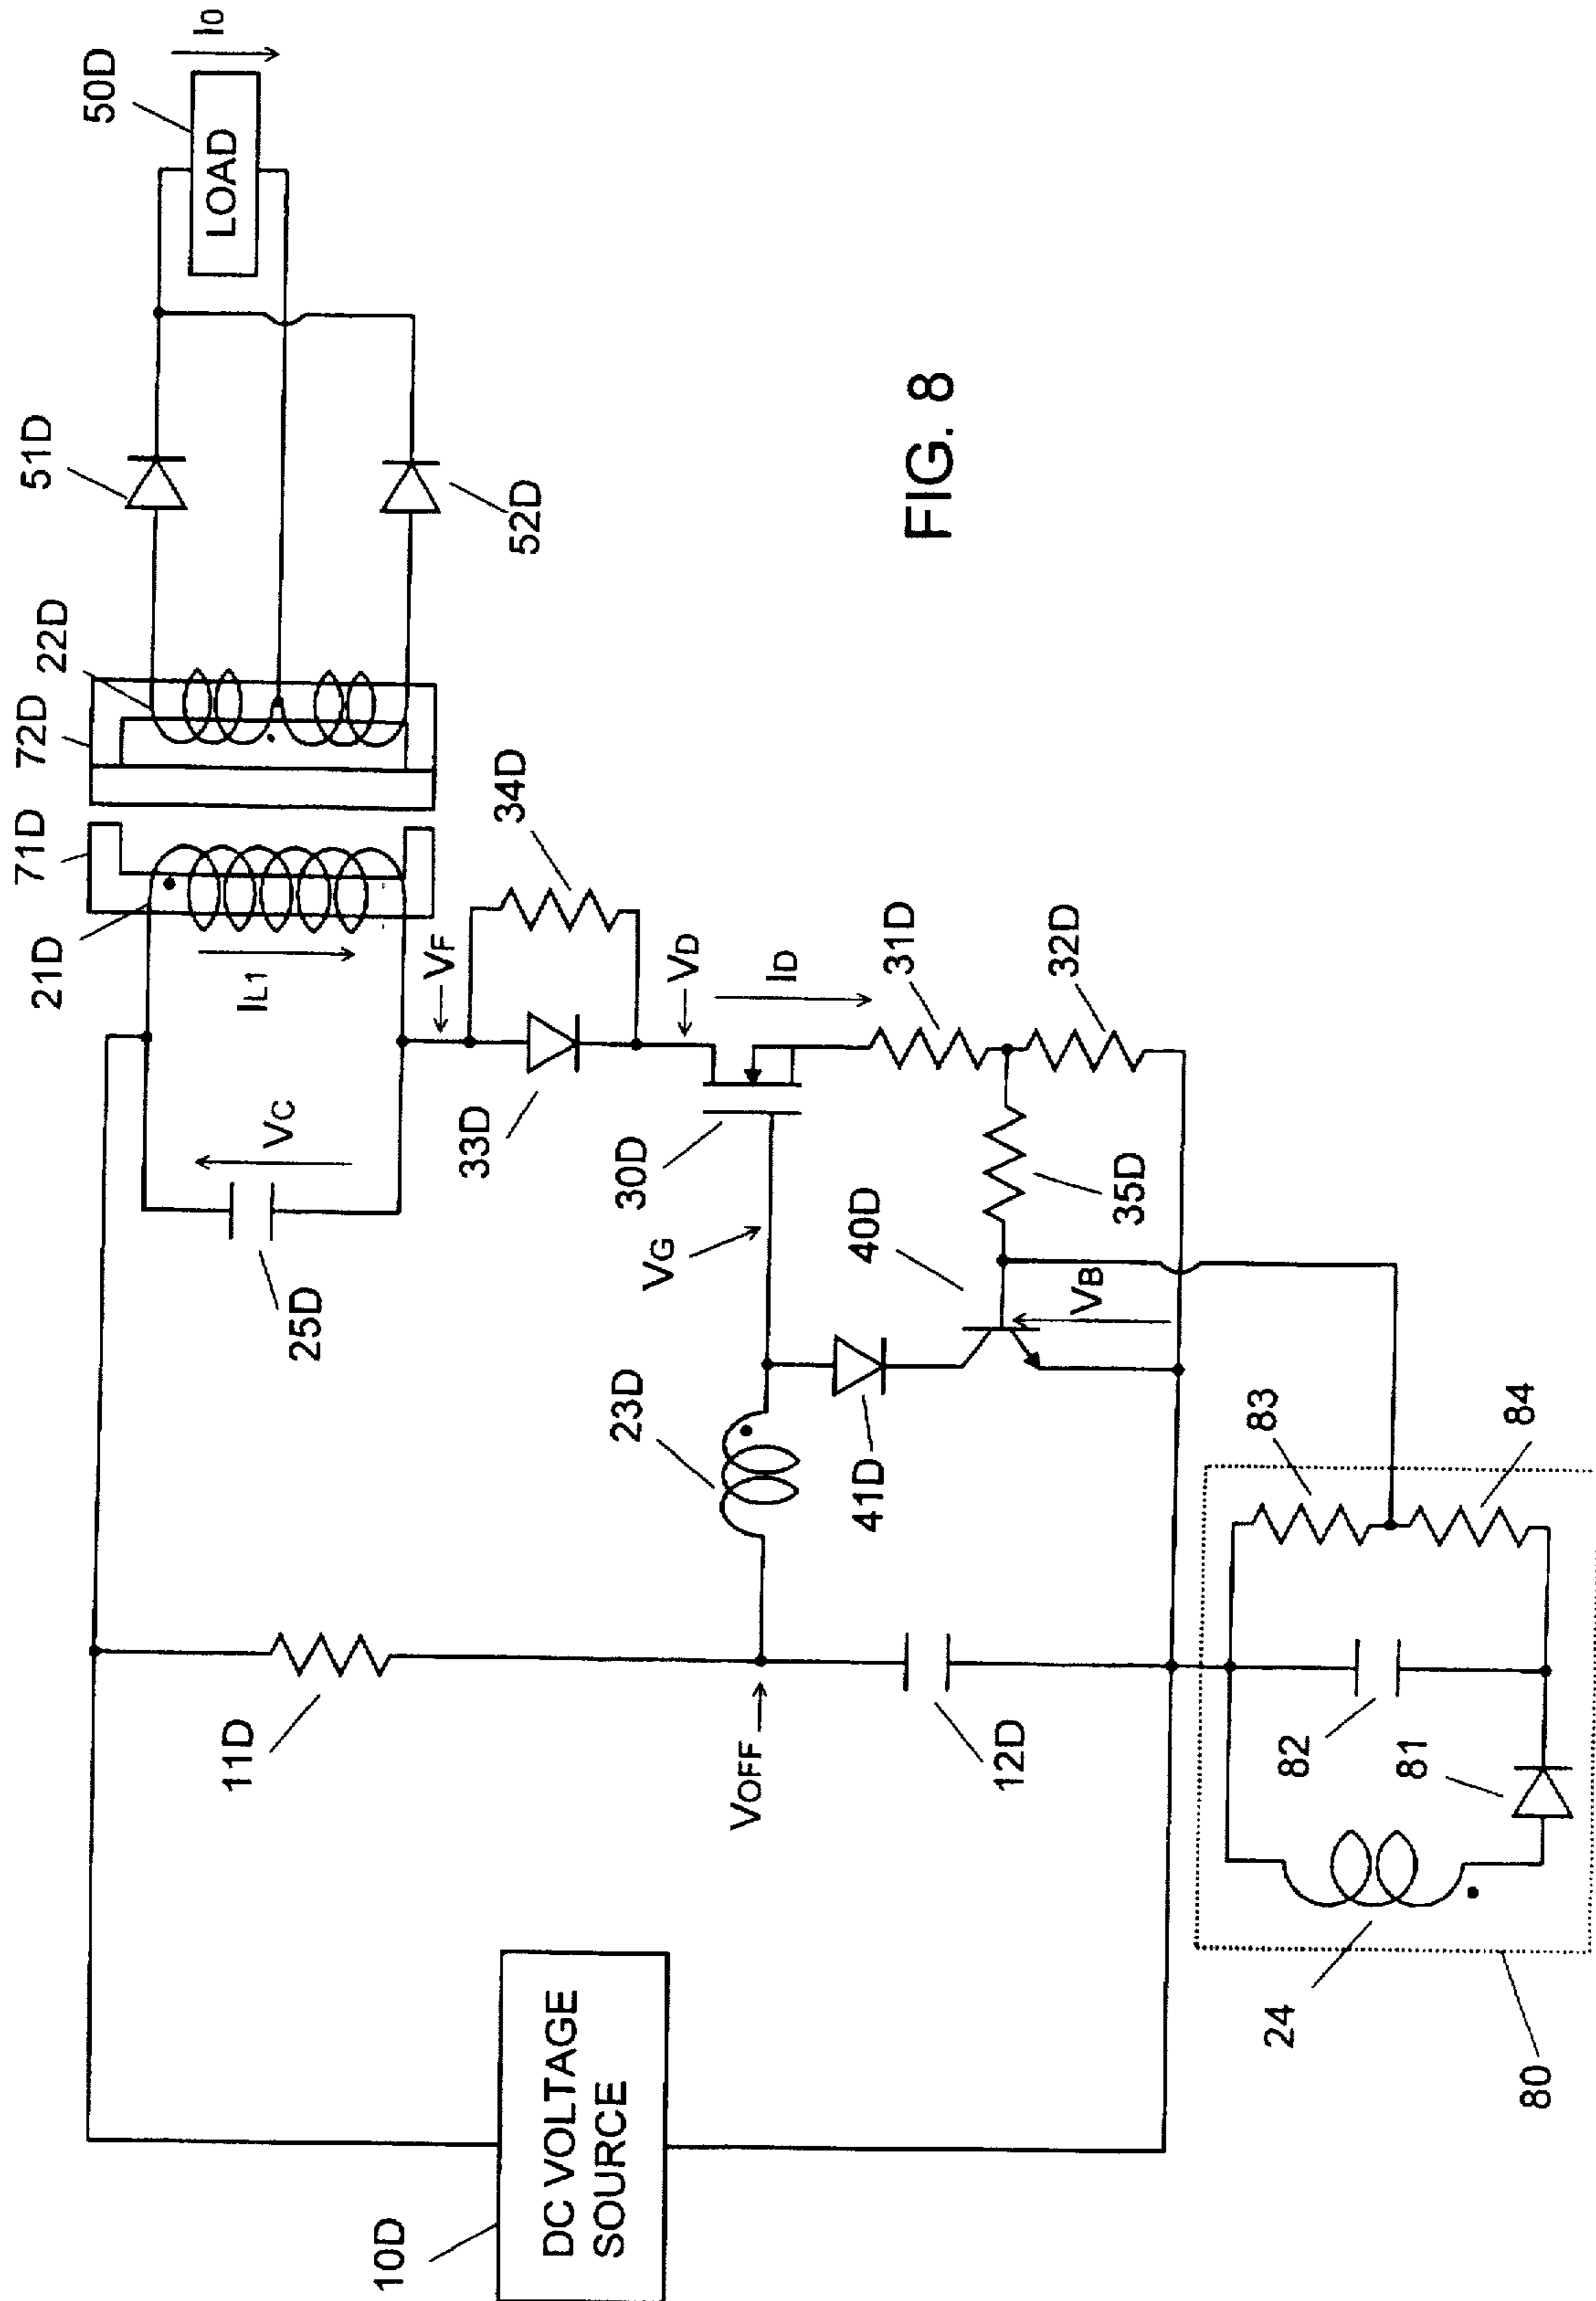 50D
I0
LOAD
51D
52D
72D
22D
71D
21D
IL1
VC
25D
VF
34D
33D
VD
ID
30D
31D
32D
35D
VG
40D
VB
23D
41D
11D
VOFF
12D
83
84
82
81
24
80
10D
DC VOLTAGE
SOURCE
FIG. 8